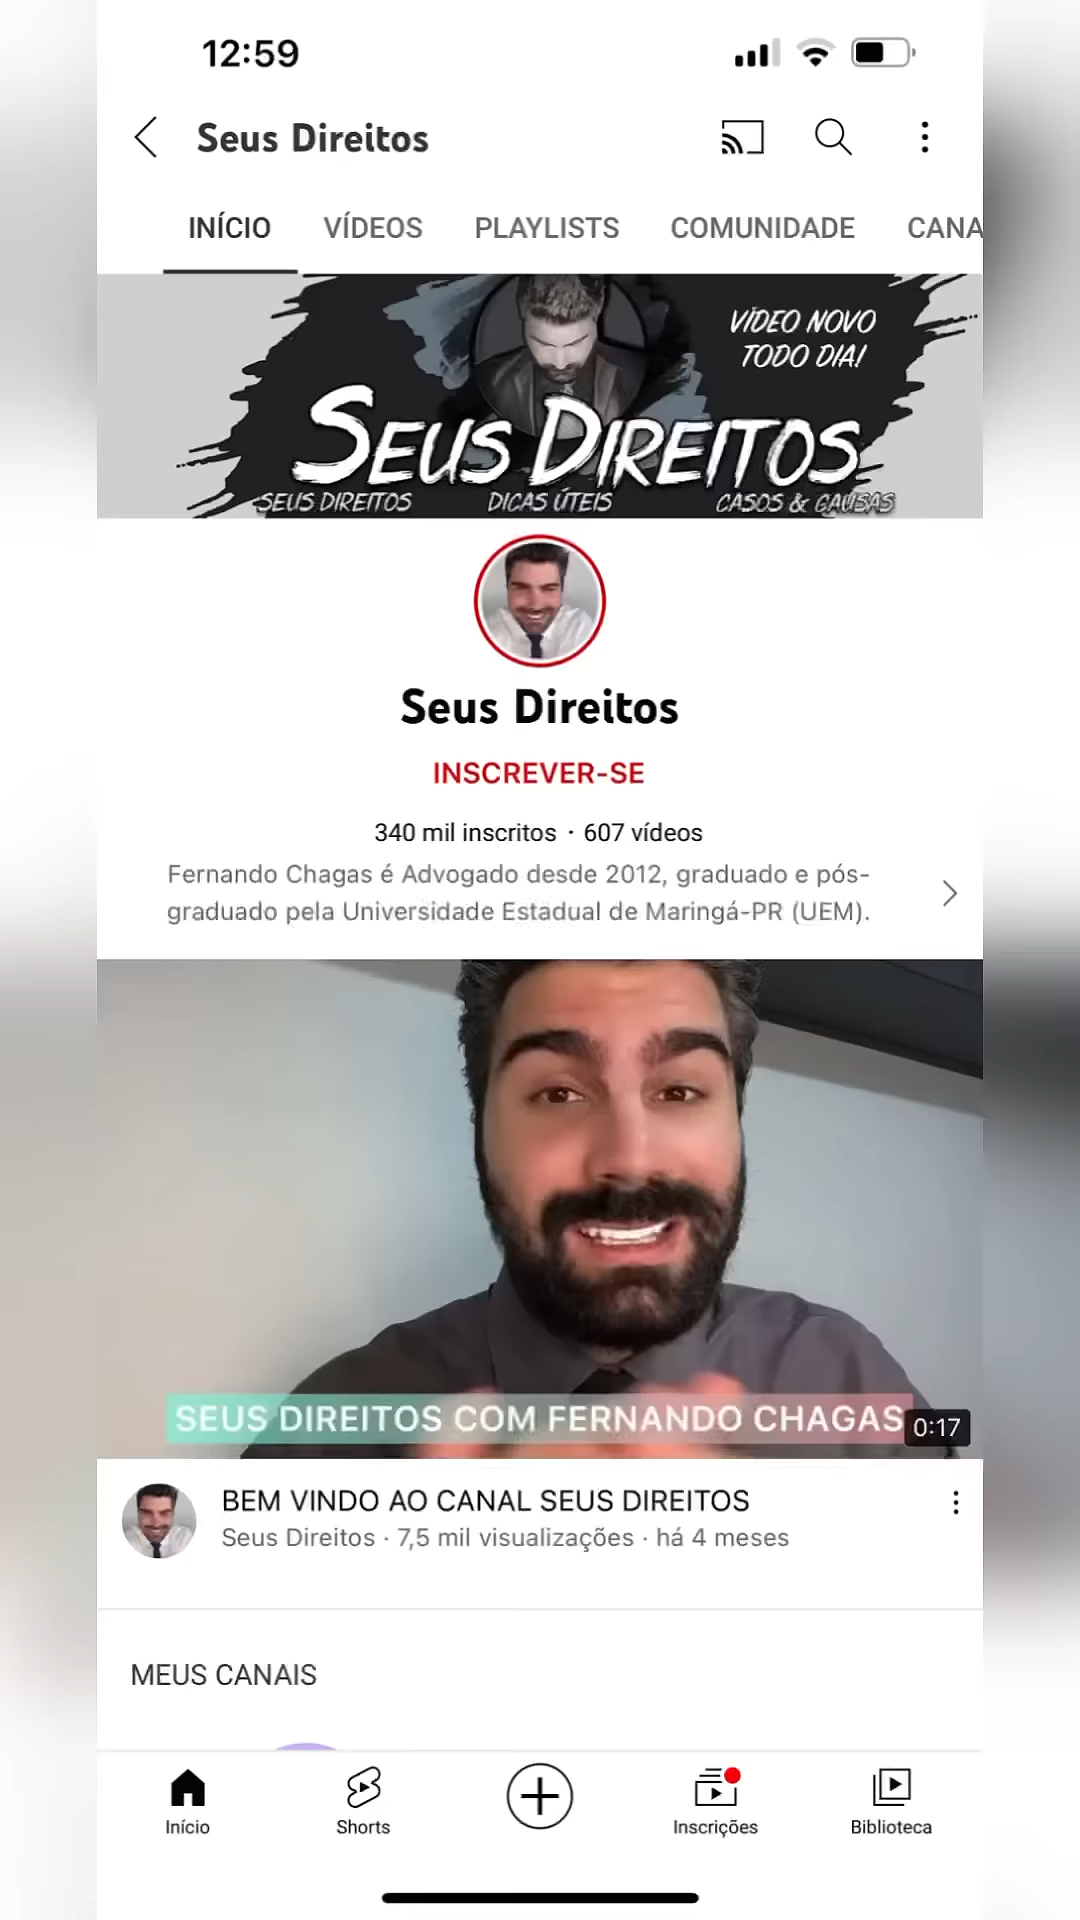 12:59
Seus Direitos
INÍCIO VÍDEOS PLAYLISTS COMUNIDADE CANA
VÍDEO NOVO
TODO DIA!
SEUS DIREITOS
SEUS DIREITOS DICAS ÚTEIS CASOS & CAUSAS
Seus Direitos
INSCREVER-SE
340 mil inscritos · 607 vídeos
Fernando Chagas é Advogado desde 2012, graduado e pós-
graduado pela Universidade Estadual de Maringá-PR (UEM).
SEUS DIREITOS COM FERNANDO CHAGAS
0:17
BEM VINDO AO CANAL SEUS DIREITOS
Seus Direitos · 7,5 mil visualizações · há 4 meses
MEUS CANAIS
Início Shorts Inscrições Biblioteca